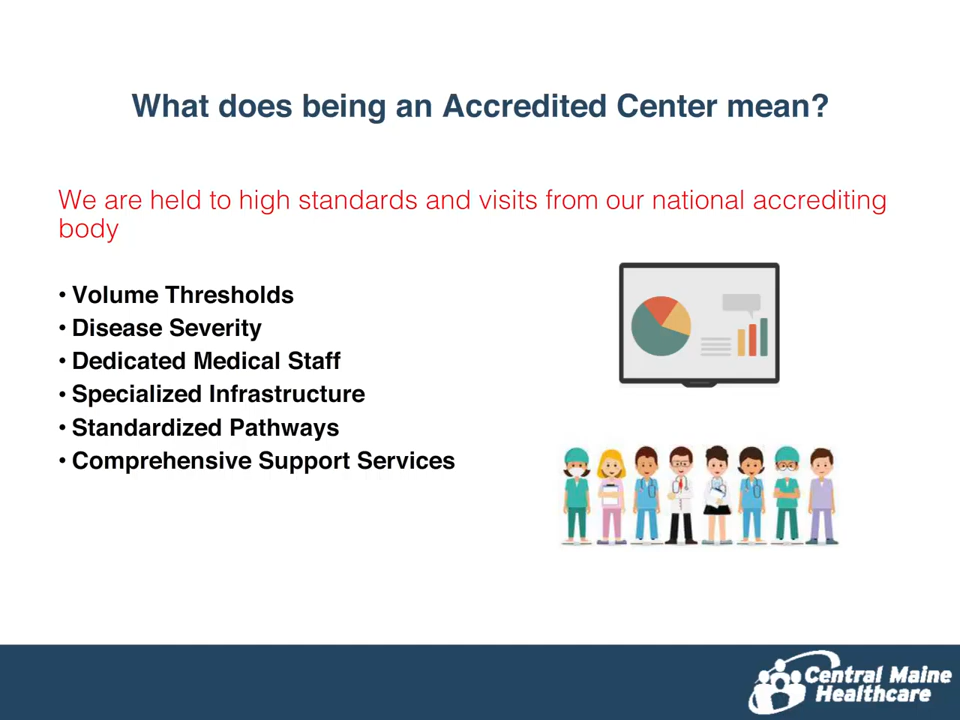 What does being an Accredited Center mean?
We are held to high standards and visits from our national accrediting
body
• Volume Thresholds
• Disease Severity
• Dedicated Medical Staff
• Specialized Infrastructure
• Standardized Pathways
• Comprehensive Support Services
Central Maine
Healthcare